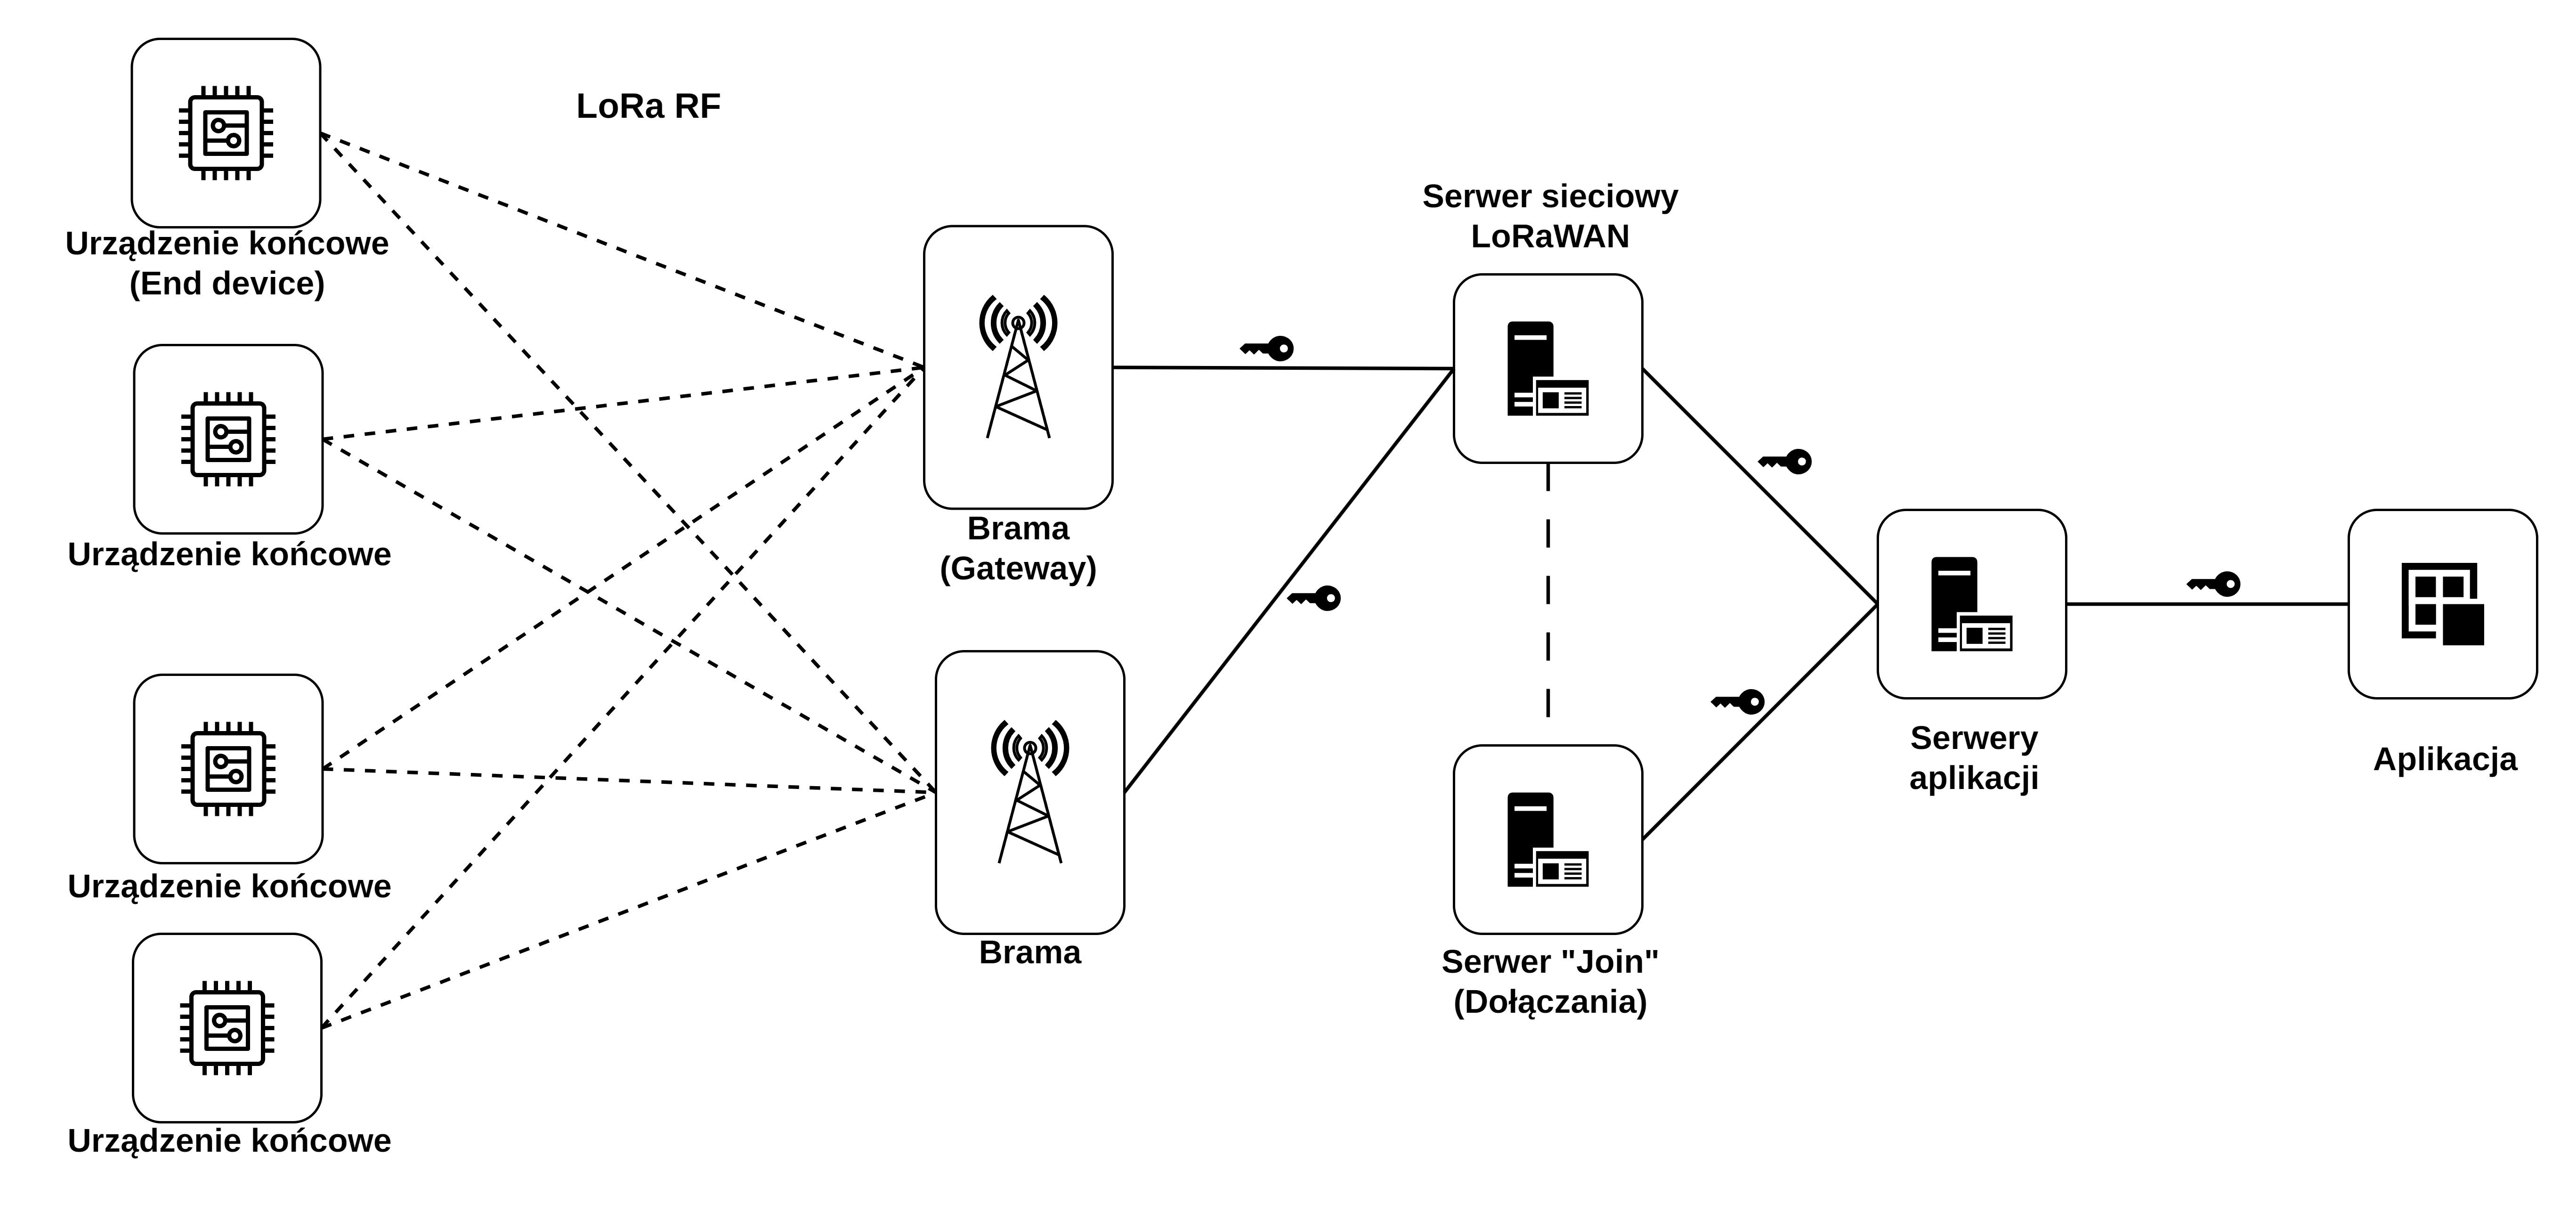 LoRa RF
Urządzenie końcowe
(End device)
Urządzenie końcowe
Urządzenie końcowe
Urządzenie końcowe
Brama
(Gateway)
Brama
Serwer sieciowy
LoRaWAN
Serwer "Join"
(Dołączania)
Serwery
aplikacji
Aplikacja